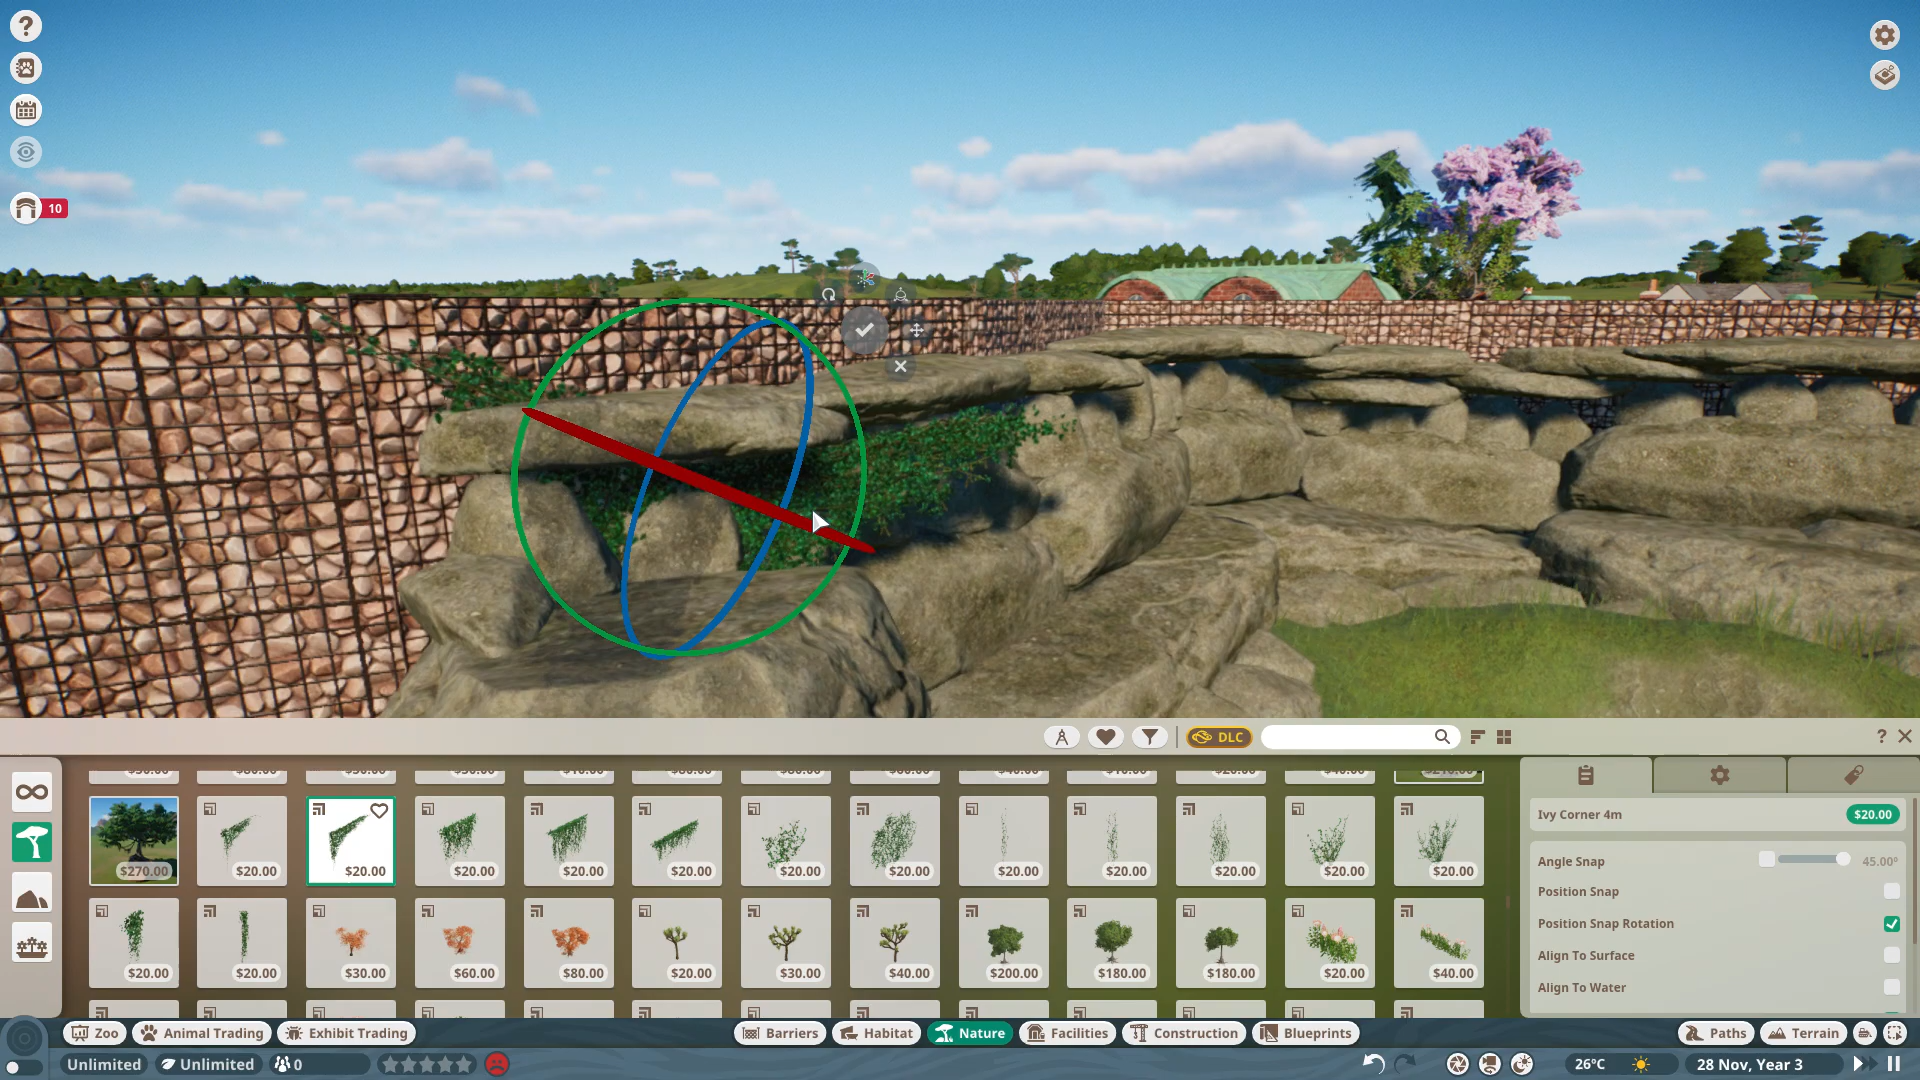 ?
10
DLC
?
$270.00
$20.00
$20.00
$20.00
$20.00
$20.00
$20.00
$20.00
$20.00
$20.00
$20.00
$20.00
$20.00
$20.00
$20.00
$30.00
$60.00
$80.00
$20.00
$30.00
$40.00
$200.00
$180.00
$180.00
$20.00
$40.00
Ivy Corner 4m
$20.00
Angle Snap
45.00°
Position Snap
Position Snap Rotation
Align To Surface
Align To Water
Zoo
Animal Trading
Exhibit Trading
Barriers
Habitat
Nature
Facilities
Construction
Blueprints
Paths
Terrain
Unlimited
Unlimited
0
26°C
28 Nov, Year 3